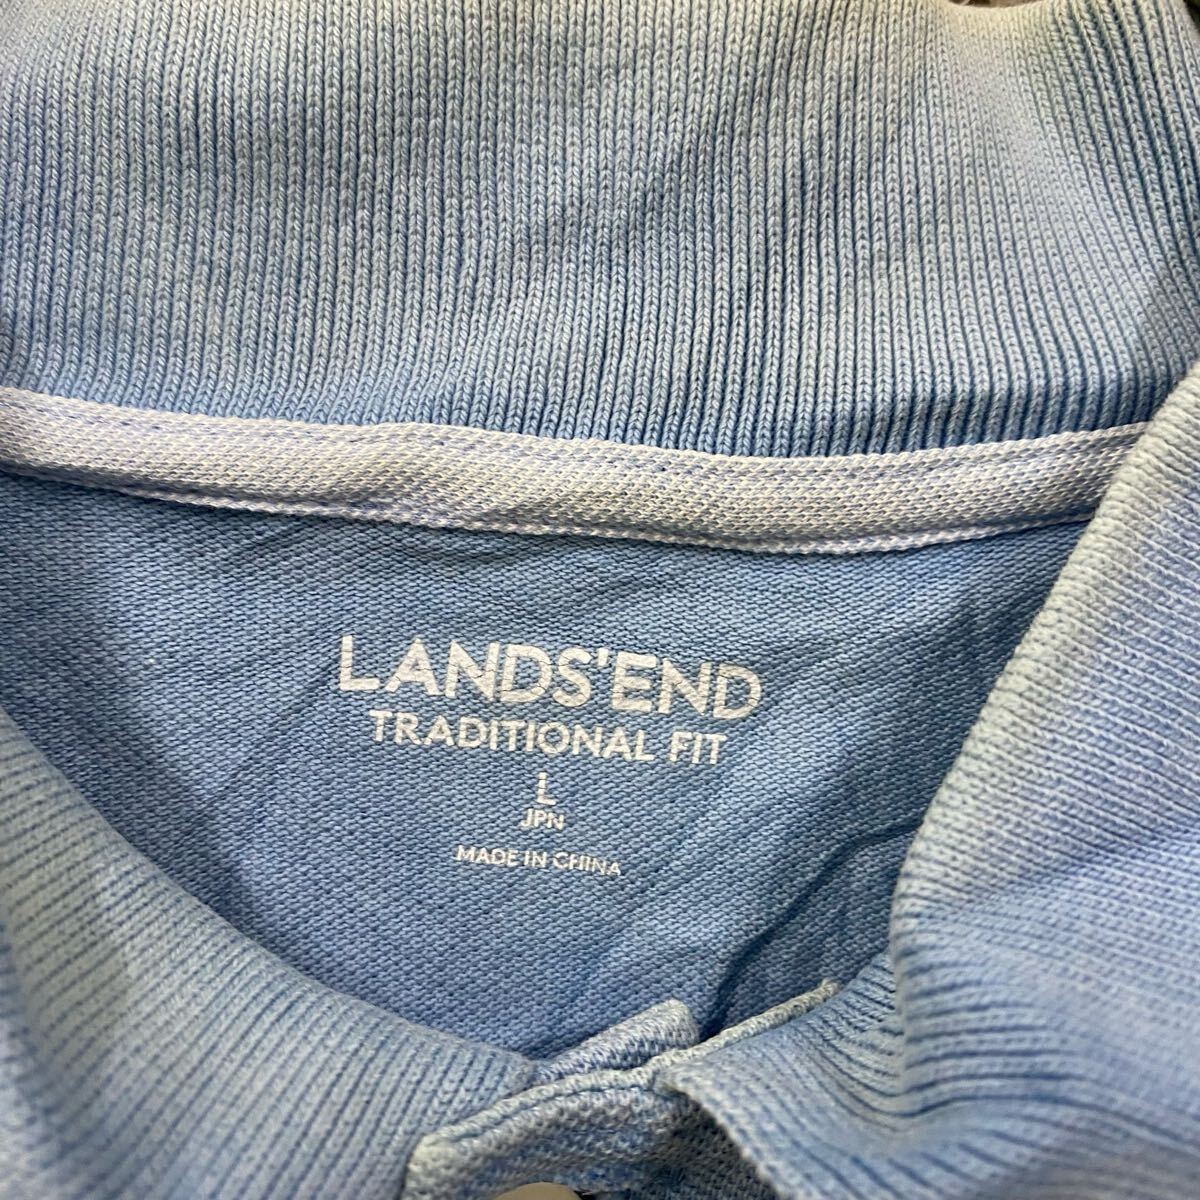 LANDS'END
TRADITIONAL FIT
L
JPN
MADE IN CHINA